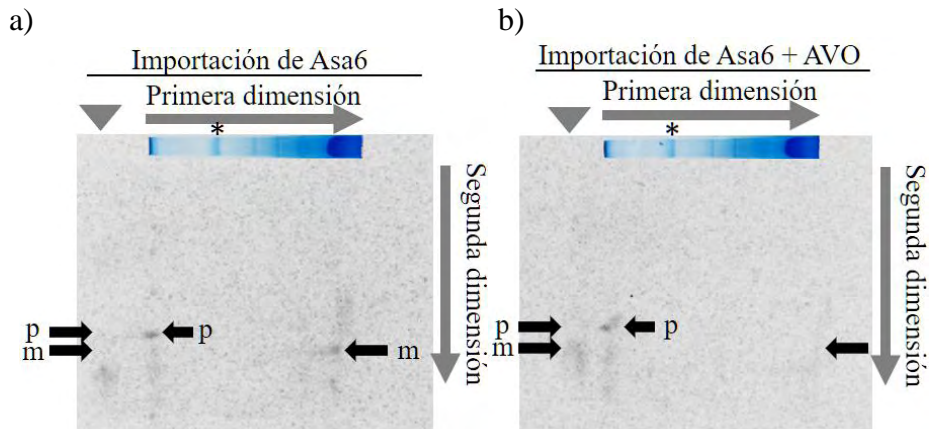 a)
Importación de Asa6
Primera dimensión
*
Segunda dimensión
p
p
m
m
b)
Importación de Asa6 + AVO
Primera dimensión
*
Segunda dimensión
p
p
m